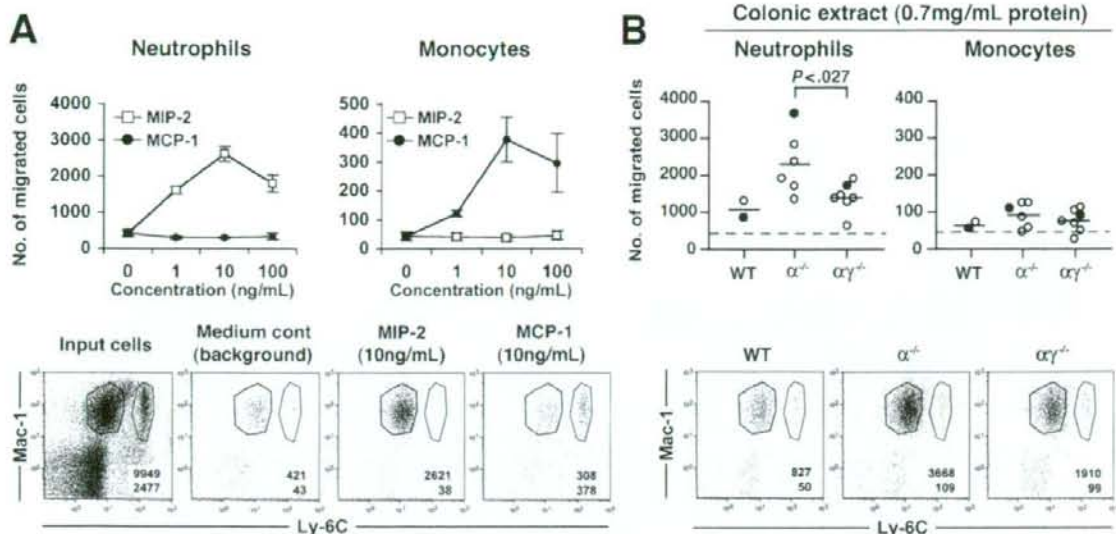 A
Neutrophils
Monocytes
No. of migrated cells
4000
3000
2000
1000
0
MIP-2
MCP-1
0 1 10 100
Concentration (ng/mL)
500
400
300
200
100
0
MIP-2
MCP-1
0 1 10 100
Concentration (ng/mL)
Input cells
Medium cont
(background)
MIP-2
(10ng/mL)
MCP-1
(10ng/mL)
Mac-1
9949
2477
421
43
2621
38
308
378
Ly-6C
B
Colonic extract (0.7mg/mL protein)
Neutrophils
Monocytes
P<.027
No. of migrated cells
4000
3000
2000
1000
0
WT α⁻/⁻ αγ⁻/⁻
400
300
200
100
0
WT α⁻/⁻ αγ⁻/⁻
WT
α⁻/⁻
αγ⁻/⁻
Mac-1
827
50
3668
109
1910
99
Ly-6C